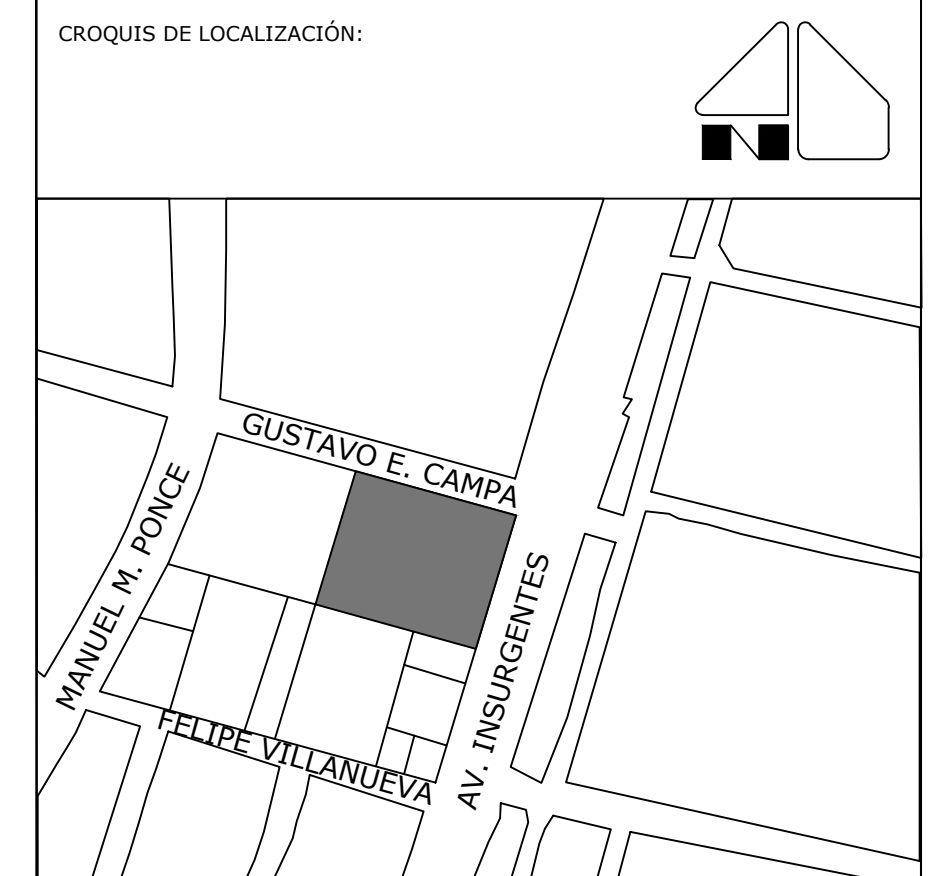 CROQUIS DE LOCALIZACIÓN:
N
GUSTAVO E. CAMPA
MANUEL M. PONCE
AV. INSURGENTES
FELIPE VILLANUEVA